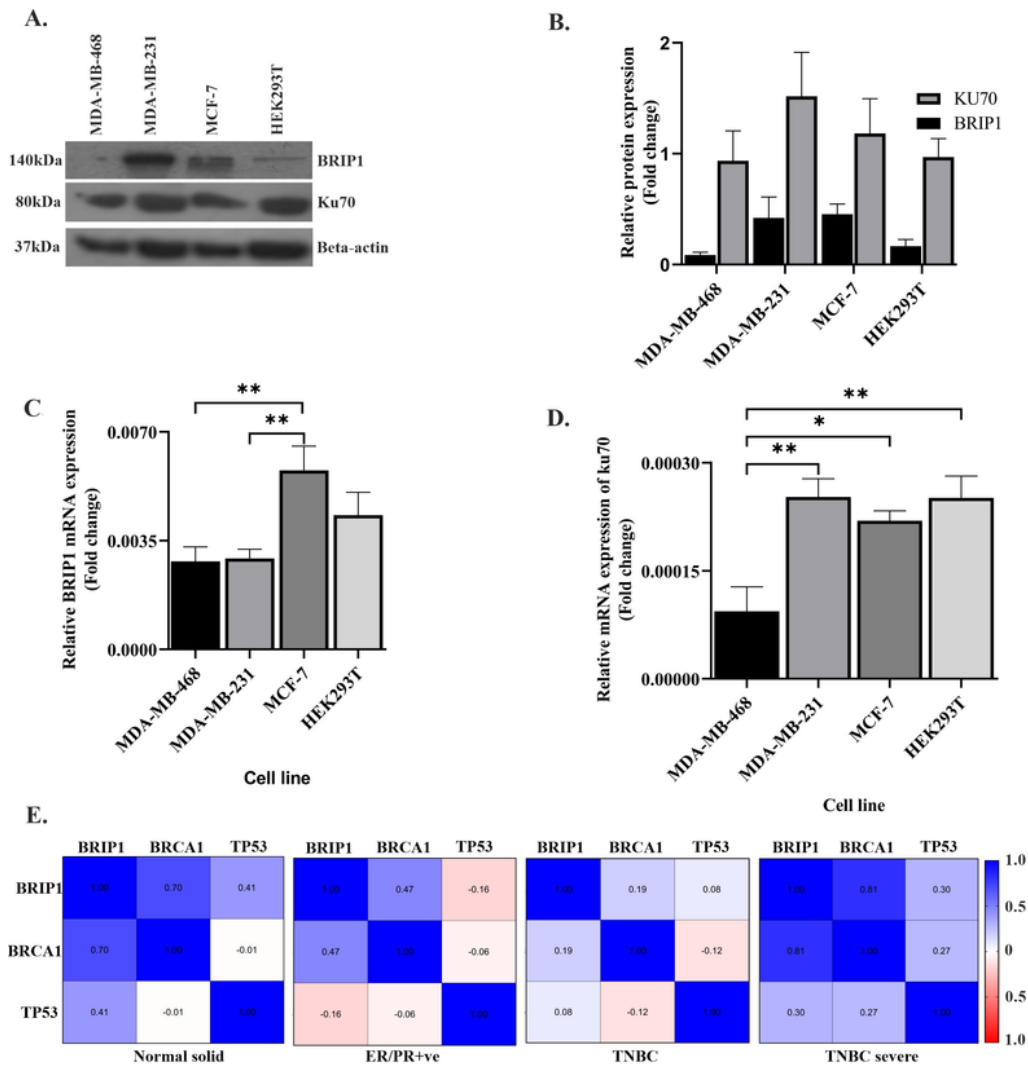 A.
MDA-MB-468
MDA-MB-231
MCF-7
HEK293T
140kDa
BRIP1
80kDa
Ku70
37kDa
Beta-actin
B.
Relative protein expression
(Fold change)
2
1
0
KU70
BRIP1
MDA-MB-468
MDA-MB-231
MCF-7
HEK293T
C
Relative BRIP1 mRNA expression
(Fold change)
**
**
0.0070
0.0035
0.0000
MDA-MB-468
MDA-MB-231
MCF-7
HEK293T
Cell line
D.
Relative mRNA expression of ku70
(Fold change)
**
*
**
0.00030
0.00015
0.00000
MDA-MB-468
MDA-MB-231
MCF-7
HEK293T
Cell line
E.
BRIP1 BRCA1 TP53 BRIP1 BRCA1 TP53 BRIP1 BRCA1 TP53 BRIP1 BRCA1 TP53
BRIP1 1.00 0.70 0.41 1.00 0.47 -0.16 1.00 0.19 0.08 1.00 0.81 0.30
BRCA1 0.70 1.00 -0.01 0.47 1.00 -0.06 0.19 1.00 -0.12 0.81 1.00 0.27
TP53 0.41 -0.01 1.00 -0.16 -0.06 1.00 0.08 -0.12 1.00 0.30 0.27 1.00
Normal solid ER/PR+ve TNBC TNBC severe
1.0
0.5
0
0.5
1.0